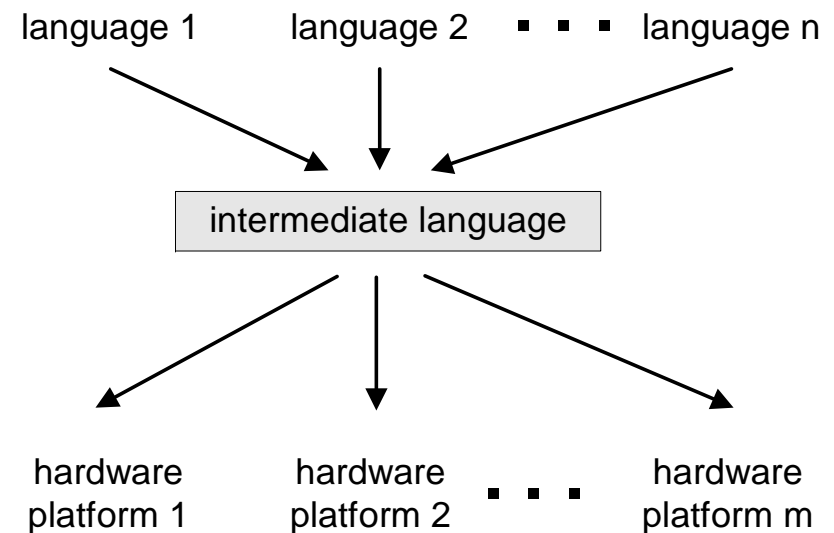 language 1 language 2 ▪ ▪ ▪ language n
intermediate language
hardware hardware hardware
platform 1 platform 2 ▪ ▪ ▪ platform m